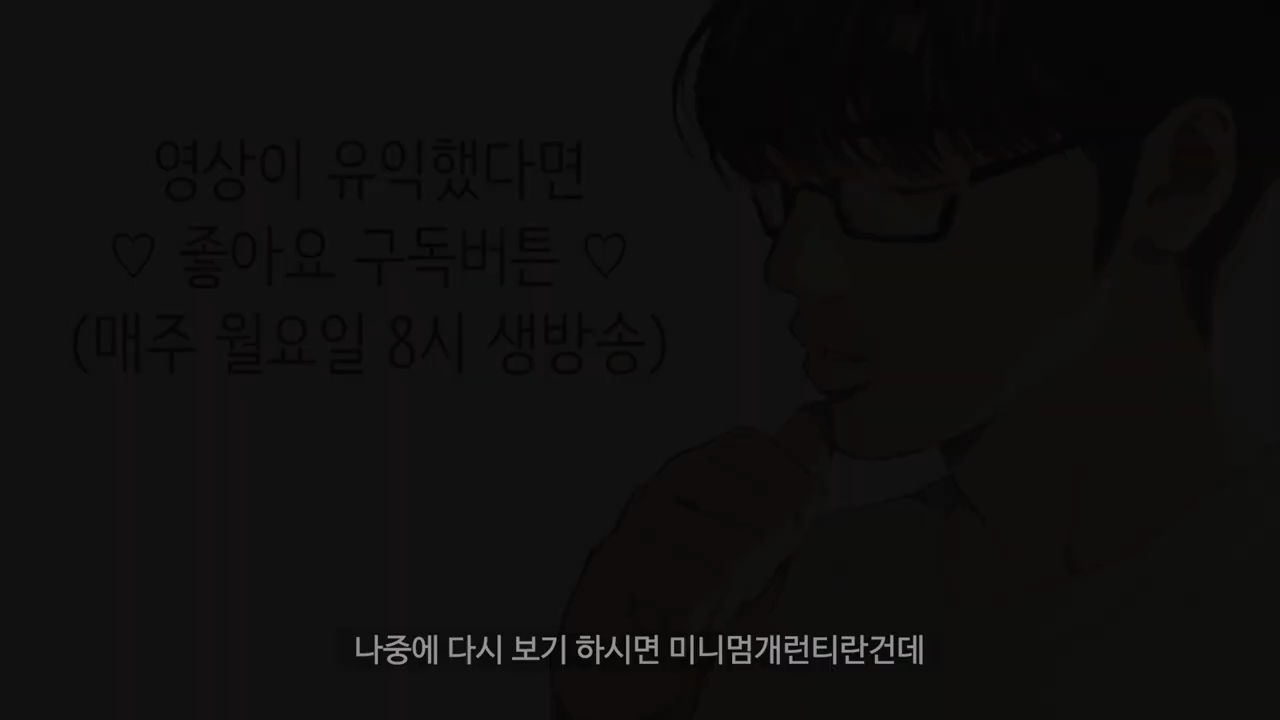 영상이 유익했다면
♡ 좋아요 구독버튼 ♡
(매주 월요일 8시 생방송)
나중에 다시 보기 하시면 미니멈개런티란건데